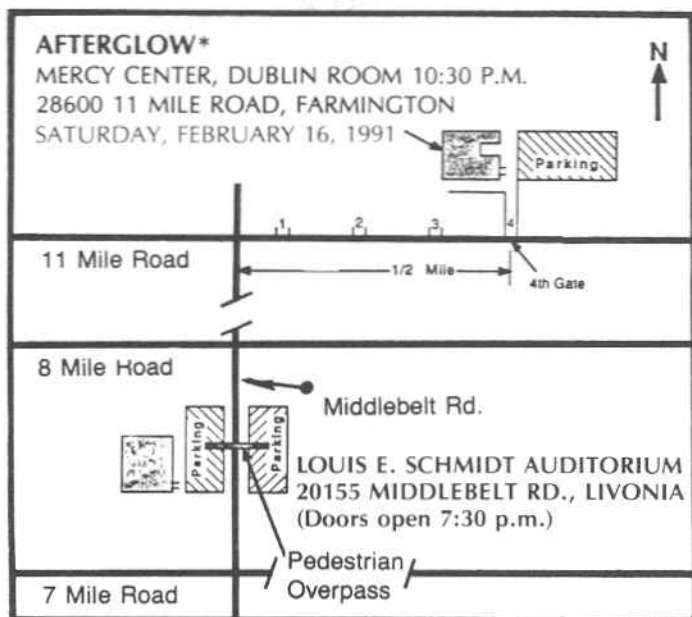 AFTERGLOW*
MERCY CENTER, DUBLIN ROOM 10:30 P.M.
28600 11 MILE ROAD, FARMINGTON
SATURDAY, FEBRUARY 16, 1991
N
Parking
1 2 3 4
11 Mile Road
1/2 Mile
4th Gate
8 Mile Road
Middlebelt Rd.
Parking
Parking
LOUIS E. SCHMIDT AUDITORIUM
20155 MIDDLEBELT RD., LIVONIA
(Doors open 7:30 p.m.)
Pedestrian
Overpass
7 Mile Road